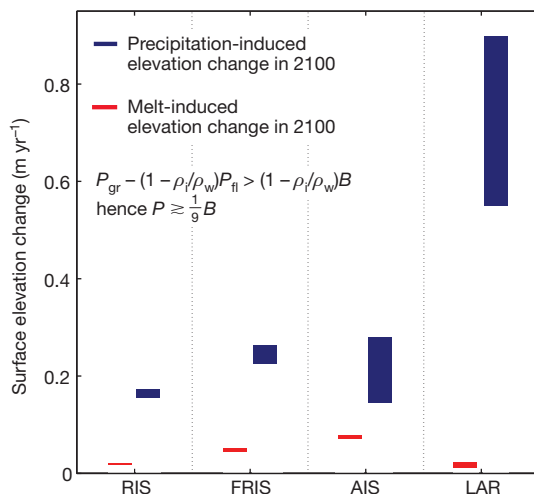 Surface elevation change (m yr⁻¹)
0.8
0.6
0.4
0.2
0
Precipitation-induced
elevation change in 2100
Melt-induced
elevation change in 2100
P_gr – (1 – ρ_i/ρ_w)P_fl > (1 – ρ_i/ρ_w)B
hence P ≳ 1/9 B
RIS FRIS AIS LAR